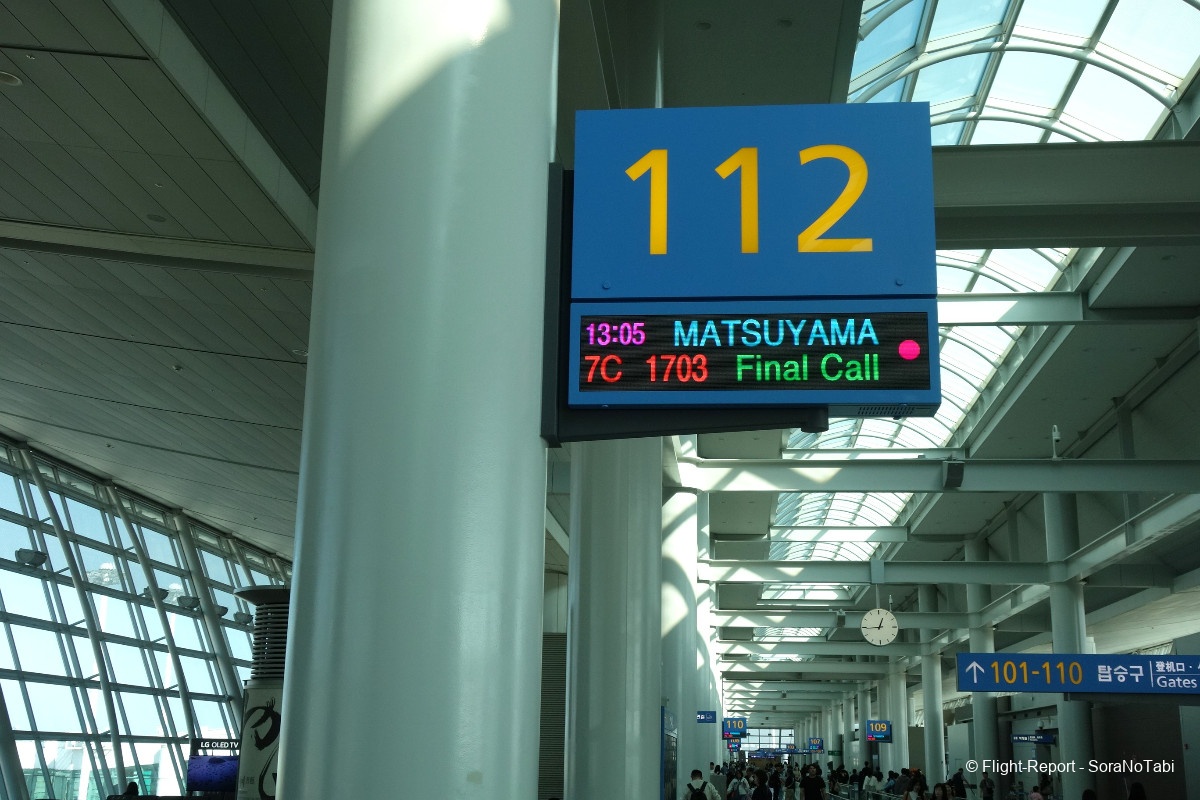 112
13:05 MATSUYAMA
7C 1703 Final Call
↑ 101-110 탑승구 登机口
Gates
110
109
107
LG OLED TV
© Flight-Report - SoraNoTabi